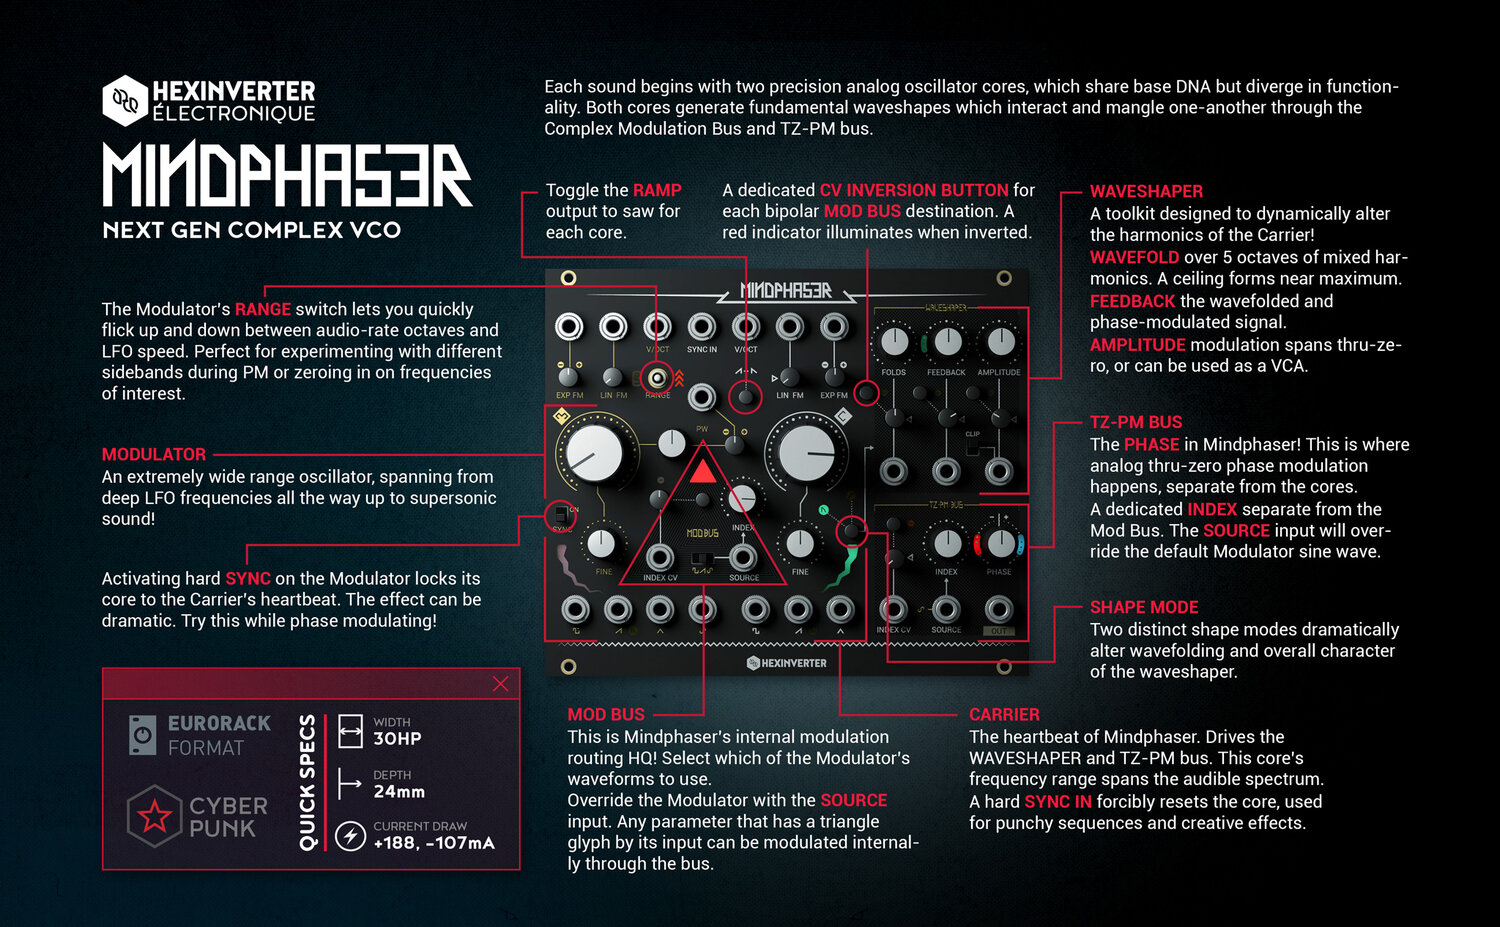 HEXINVERTER
ÉLECTRONIQUE
MINDPHASER
NEXT GEN COMPLEX VCO
Each sound begins with two precision analog oscillator cores, which share base DNA but diverge in function-
ality. Both cores generate fundamental waveshapes which interact and mangle one-another through the
Complex Modulation Bus and TZ-PM bus.
Toggle the RAMP
output to saw for
each core.
A dedicated CV INVERSION BUTTON for
each bipolar MOD BUS destination. A
red indicator illuminates when inverted.
WAVESHAPER
A toolkit designed to dynamically alter
the harmonics of the Carrier!
WAVEFOLD over 5 octaves of mixed har-
monics. A ceiling forms near maximum.
FEEDBACK the wavefolded and
phase-modulated signal.
AMPLITUDE modulation spans thru-ze-
ro, or can be used as a VCA.
The Modulator's RANGE switch lets you quickly
flick up and down between audio-rate octaves and
LFO speed. Perfect for experimenting with different
sidebands during PM or zeroing in on frequencies
of interest.
MODULATOR
An extremely wide range oscillator, spanning from
deep LFO frequencies all the way up to supersonic
sound!
Activating hard SYNC on the Modulator locks its
core to the Carrier's heartbeat. The effect can be
dramatic. Try this while phase modulating!
MINDPHASER
WAVESHAPER
V/OCT
SYNC IN
V/OCT
EXP FM
LIN FM
RANGE
LIN FM
EXP FM
FOLDS
FEEDBACK
AMPLITUDE
M
C
PW
CLIP
ON
SYNC
INDEX
MOD BUS
TZ-PM BUS
FINE
INDEX CV
SOURCE
FINE
INDEX
PHASE
INDEX CV
SOURCE
OUT
HEXINVERTER
TZ-PM BUS
The PHASE in Mindphaser! This is where
analog thru-zero phase modulation
happens, separate from the cores.
A dedicated INDEX separate from the
Mod Bus. The SOURCE input will over-
ride the default Modulator sine wave.
SHAPE MODE
Two distinct shape modes dramatically
alter wavefolding and overall character
of the waveshaper.
EURORACK
FORMAT
CYBER
PUNK
QUICK SPECS
WIDTH
30HP
DEPTH
24mm
CURRENT DRAW
+188, -107mA
MOD BUS
This is Mindphaser's internal modulation
routing HQ! Select which of the Modulator's
waveforms to use.
Override the Modulator with the SOURCE
input. Any parameter that has a triangle
glyph by its input can be modulated internal-
ly through the bus.
CARRIER
The heartbeat of Mindphaser. Drives the
WAVESHAPER and TZ-PM bus. This core's
frequency range spans the audible spectrum.
A hard SYNC IN forcibly resets the core, used
for punchy sequences and creative effects.